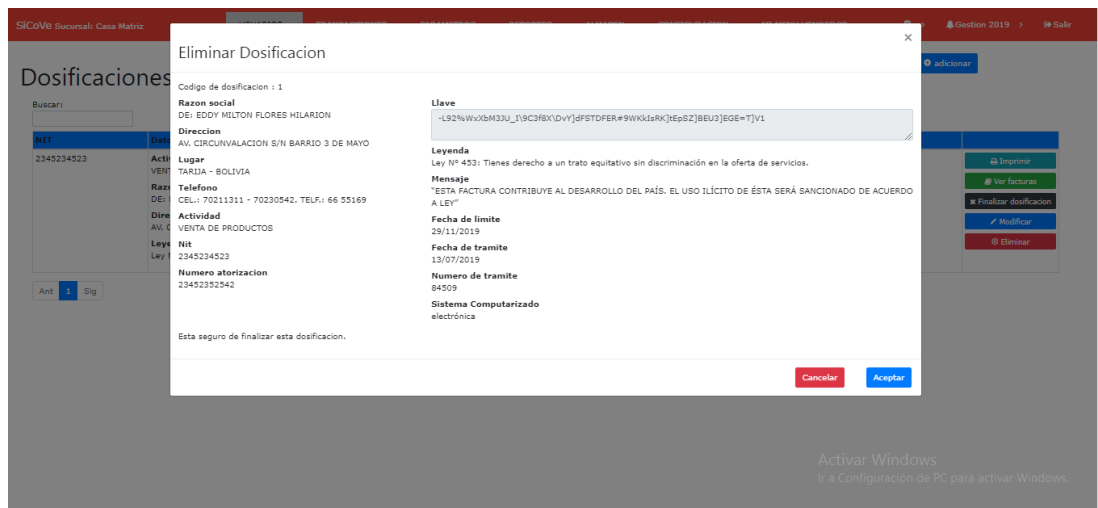 SiCoVe Sucursal: Casa Matriz
Gestion 2019 >
Salir
×
Eliminar Dosificacion
adicionar
Dosificaciones
Codigo de dosificacion : 1
Buscar:
Razon social
DE: EDDY MILTON FLORES HILARION
Direccion
AV. CIRCUNVALACION S/N BARRIO 3 DE MAYO
Lugar
TARIJA - BOLIVIA
Telefono
CEL.: 70211311 - 70230542. TELF.: 66 55169
Actividad
VENTA DE PRODUCTOS
Nit
2345234523
Numero atorizacion
23452352542
Llave
-L92%WxXbM3JU_I\9C3f8X\DvY]dFSTDFER#9WKkIsRK]tEpSZ]BEU3]EGE=T]V1
Leyenda
Ley Nº 453: Tienes derecho a un trato equitativo sin discriminación en la oferta de servicios.
Mensaje
"ESTA FACTURA CONTRIBUYE AL DESARROLLO DEL PAÍS. EL USO ILÍCITO DE ÉSTA SERÁ SANCIONADO DE ACUERDO
A LEY"
Fecha de limite
29/11/2019
Fecha de tramite
13/07/2019
Numero de tramite
84509
Sistema Computarizado
electrónica
Esta seguro de finalizar esta dosificacion.
Cancelar
Aceptar
NIT
2345234523
Imprimir
Ver facturas
Finalizar dosificacion
Modificar
Eliminar
Ant 1 Sig
Activar Windows
Ir a Configuración de PC para activar Windows.